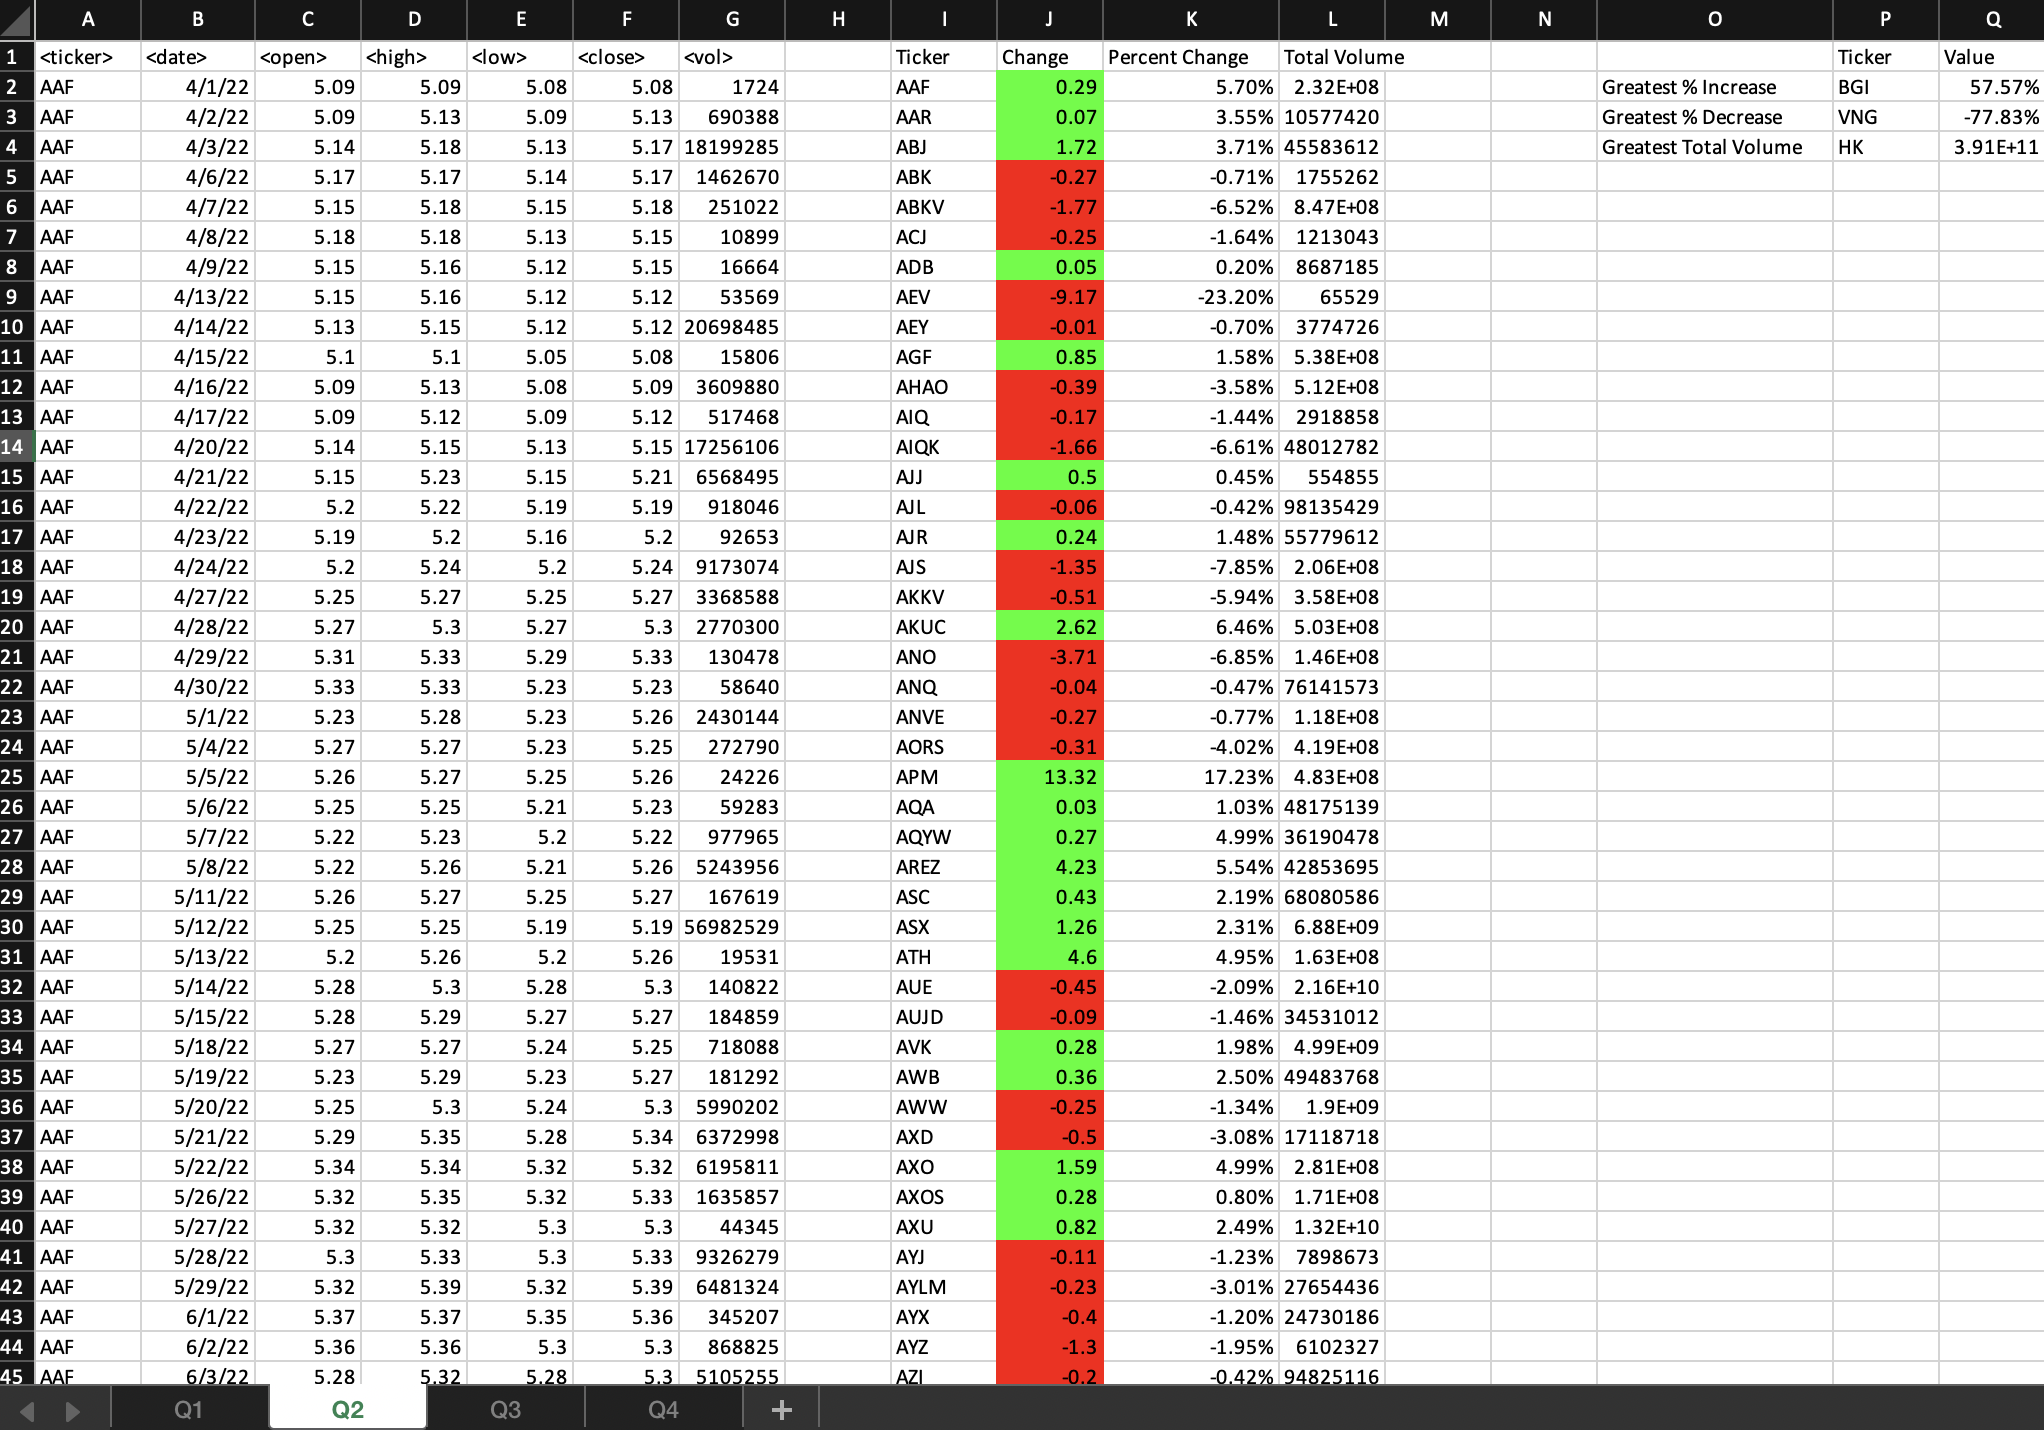 A B C D E F G H I J K L M N O P Q
1 <ticker> <date> <open> <high> <low> <close> <vol> Ticker Change Percent Change Total Volume Ticker Value
2 AAF 4/1/22 5.09 5.09 5.08 5.08 1724 AAF 0.29 5.70% 2.32E+08 Greatest % Increase BGI 57.57%
3 AAF 4/2/22 5.09 5.13 5.09 5.13 690388 AAR 0.07 3.55% 10577420 Greatest % Decrease VNG -77.83%
4 AAF 4/3/22 5.14 5.18 5.13 5.17 18199285 ABJ 1.72 3.71% 45583612 Greatest Total Volume HK 3.91E+11
5 AAF 4/6/22 5.17 5.17 5.14 5.17 1462670 ABK -0.27 -0.71% 1755262
6 AAF 4/7/22 5.15 5.18 5.15 5.18 251022 ABKV -1.77 -6.52% 8.47E+08
7 AAF 4/8/22 5.18 5.18 5.13 5.15 10899 ACJ -0.25 -1.64% 1213043
8 AAF 4/9/22 5.15 5.16 5.12 5.15 16664 ADB 0.05 0.20% 8687185
9 AAF 4/13/22 5.15 5.16 5.12 5.12 53569 AEV -9.17 -23.20% 65529
10 AAF 4/14/22 5.13 5.15 5.12 5.12 20698485 AEY -0.01 -0.70% 3774726
11 AAF 4/15/22 5.1 5.1 5.05 5.08 15806 AGF 0.85 1.58% 5.38E+08
12 AAF 4/16/22 5.09 5.13 5.08 5.09 3609880 AHAO -0.39 -3.58% 5.12E+08
13 AAF 4/17/22 5.09 5.12 5.09 5.12 517468 AIQ -0.17 -1.44% 2918858
14 AAF 4/20/22 5.14 5.15 5.13 5.15 17256106 AIQK -1.66 -6.61% 48012782
15 AAF 4/21/22 5.15 5.23 5.15 5.21 6568495 AJJ 0.5 0.45% 554855
16 AAF 4/22/22 5.2 5.22 5.19 5.19 918046 AJL -0.06 -0.42% 98135429
17 AAF 4/23/22 5.19 5.2 5.16 5.2 92653 AJR 0.24 1.48% 55779612
18 AAF 4/24/22 5.2 5.24 5.2 5.24 9173074 AJS -1.35 -7.85% 2.06E+08
19 AAF 4/27/22 5.25 5.27 5.25 5.27 3368588 AKKV -0.51 -5.94% 3.58E+08
20 AAF 4/28/22 5.27 5.3 5.27 5.3 2770300 AKUC 2.62 6.46% 5.03E+08
21 AAF 4/29/22 5.31 5.33 5.29 5.33 130478 ANO -3.71 -6.85% 1.46E+08
22 AAF 4/30/22 5.33 5.33 5.23 5.23 58640 ANQ -0.04 -0.47% 76141573
23 AAF 5/1/22 5.23 5.28 5.23 5.26 2430144 ANVE -0.27 -0.77% 1.18E+08
24 AAF 5/4/22 5.27 5.27 5.23 5.25 272790 AORS -0.31 -4.02% 4.19E+08
25 AAF 5/5/22 5.26 5.27 5.25 5.26 24226 APM 13.32 17.23% 4.83E+08
26 AAF 5/6/22 5.25 5.25 5.21 5.23 59283 AQA 0.03 1.03% 48175139
27 AAF 5/7/22 5.22 5.23 5.2 5.22 977965 AQYW 0.27 4.99% 36190478
28 AAF 5/8/22 5.22 5.26 5.21 5.26 5243956 AREZ 4.23 5.54% 42853695
29 AAF 5/11/22 5.26 5.27 5.25 5.27 167619 ASC 0.43 2.19% 68080586
30 AAF 5/12/22 5.25 5.25 5.19 5.19 56982529 ASX 1.26 2.31% 6.88E+09
31 AAF 5/13/22 5.2 5.26 5.2 5.26 19531 ATH 4.6 4.95% 1.63E+08
32 AAF 5/14/22 5.28 5.3 5.28 5.3 140822 AUE -0.45 -2.09% 2.16E+10
33 AAF 5/15/22 5.28 5.29 5.27 5.27 184859 AUJD -0.09 -1.46% 34531012
34 AAF 5/18/22 5.27 5.27 5.24 5.25 718088 AVK 0.28 1.98% 4.99E+09
35 AAF 5/19/22 5.23 5.29 5.23 5.27 181292 AWB 0.36 2.50% 49483768
36 AAF 5/20/22 5.25 5.3 5.24 5.3 5990202 AWW -0.25 -1.34% 1.9E+09
37 AAF 5/21/22 5.29 5.35 5.28 5.34 6372998 AXD -0.5 -3.08% 17118718
38 AAF 5/22/22 5.34 5.34 5.32 5.32 6195811 AXO 1.59 4.99% 2.81E+08
39 AAF 5/26/22 5.32 5.35 5.32 5.33 1635857 AXOS 0.28 0.80% 1.71E+08
40 AAF 5/27/22 5.32 5.32 5.3 5.3 44345 AXU 0.82 2.49% 1.32E+10
41 AAF 5/28/22 5.3 5.33 5.3 5.33 9326279 AYJ -0.11 -1.23% 7898673
42 AAF 5/29/22 5.32 5.39 5.32 5.39 6481324 AYLM -0.23 -3.01% 27654436
43 AAF 6/1/22 5.37 5.37 5.35 5.36 345207 AYX -0.4 -1.20% 24730186
44 AAF 6/2/22 5.36 5.36 5.3 5.3 868825 AYZ -1.3 -1.95% 6102327
45 AAF 6/3/22 5.28 5.32 5.28 5.3 5105255 AZJ -0.2 -0.42% 94825116
Q1 Q2 Q3 Q4 +